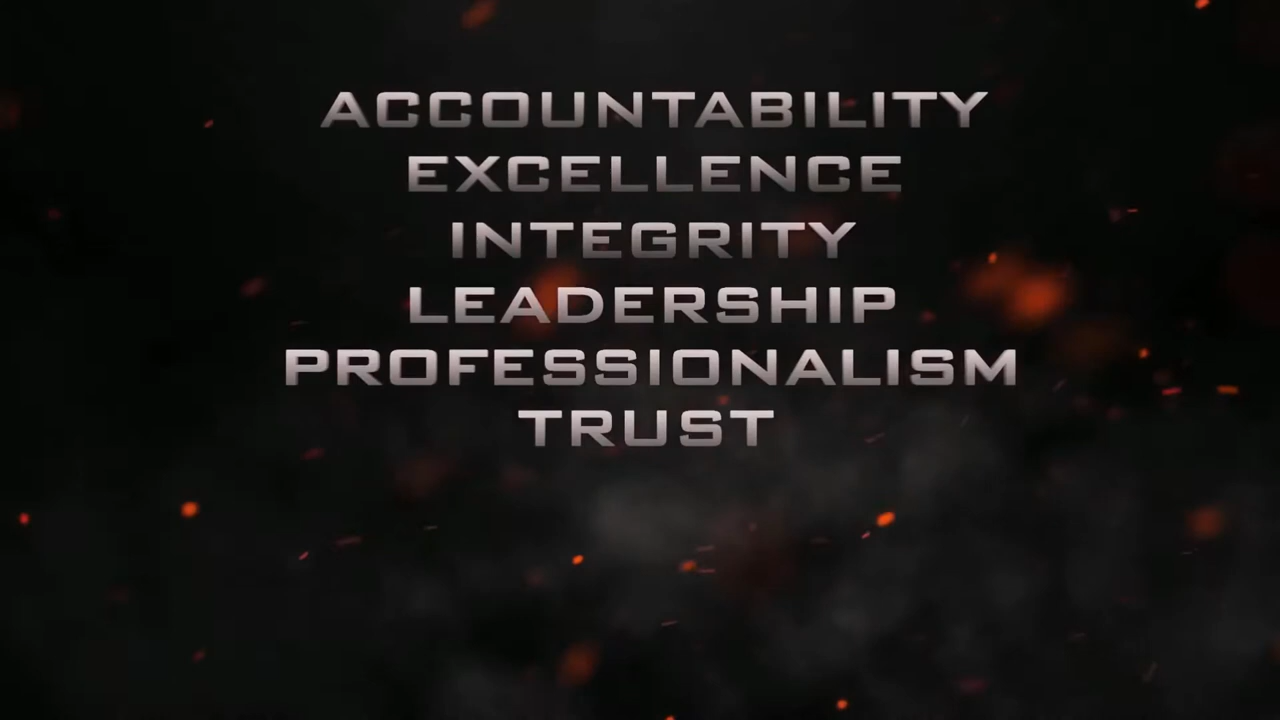 ACCOUNTABILITY
EXCELLENCE
INTEGRITY
LEADERSHIP
PROFESSIONALISM
TRUST